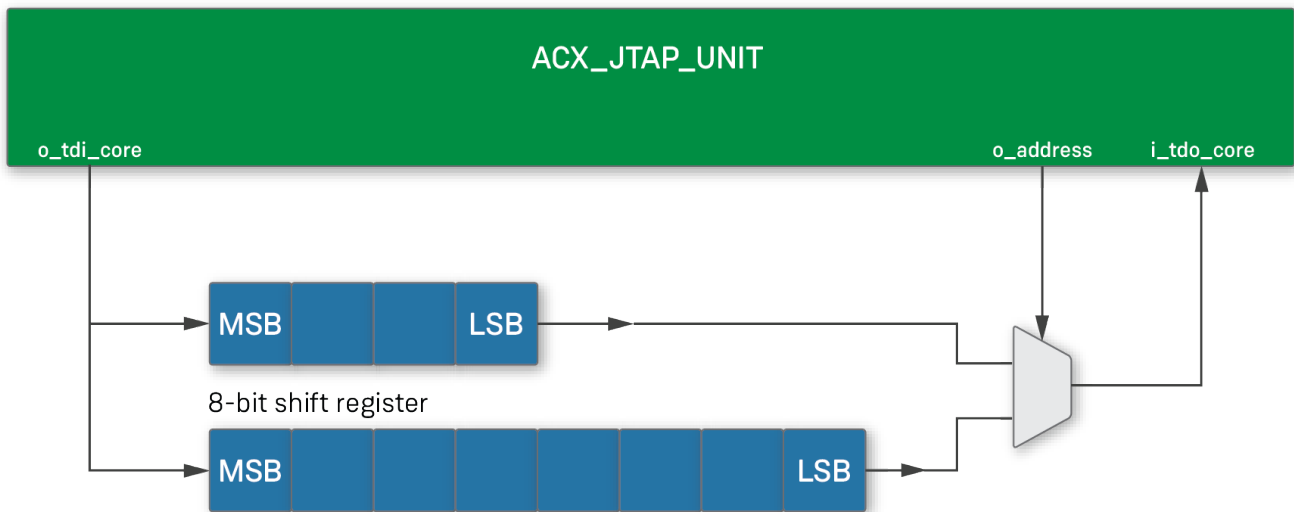 ACX_JTAP_UNIT
o_tdi_core o_address i_tdo_core
MSB LSB
8-bit shift register
MSB LSB